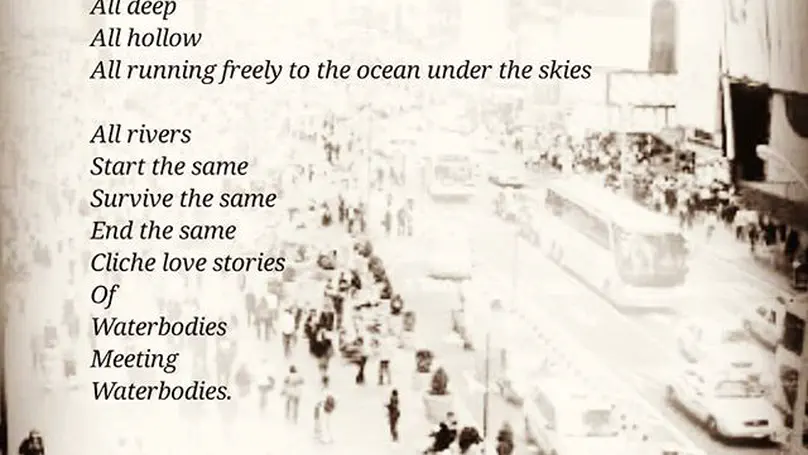 All deep
All hollow
All running freely to the ocean under the skies
All rivers
Start the same
Survive the same
End the same
Cliche love stories
Of
Waterbodies
Meeting
Waterbodies.